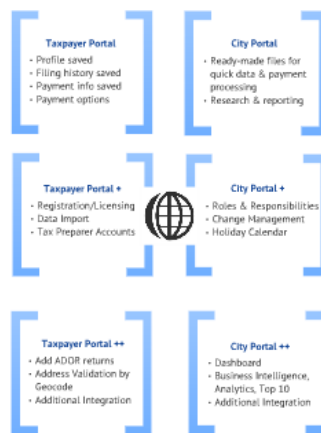 Taxpayer Portal
- Profile saved
- Filing history saved
- Payment info saved
- Payment options
City Portal
- Ready-made files for
quick data & payment
processing
- Research & reporting
Taxpayer Portal +
- Registration/Licensing
- Data Import
- Tax Preparer Accounts
City Portal +
- Roles & Responsibilities
- Change Management
- Holiday Calendar
Taxpayer Portal ++
- Add ADOR returns
- Address Validation by
Geocode
- Additional Integration
City Portal ++
- Dashboard
- Business Intelligence,
Analytics, Top 10
- Additional Integration